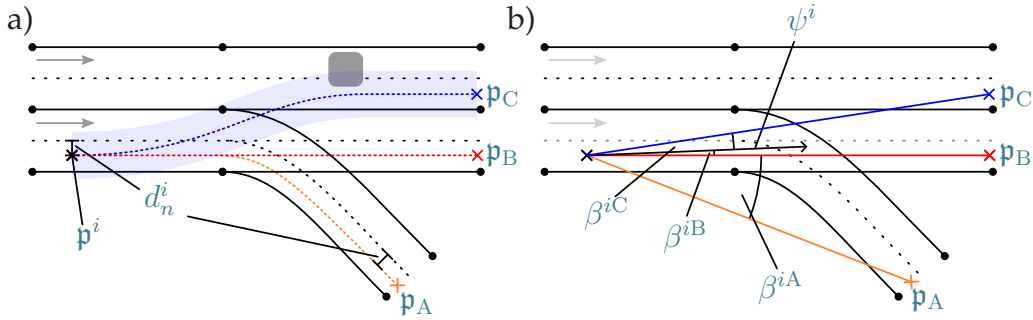 a)
𝔭_C
𝔭_B
d_n^i
𝔭^i
𝔭_A
b)
ψ^i
𝔭_C
𝔭_B
β^{iC}
β^{iB}
β^{iA}
𝔭_A